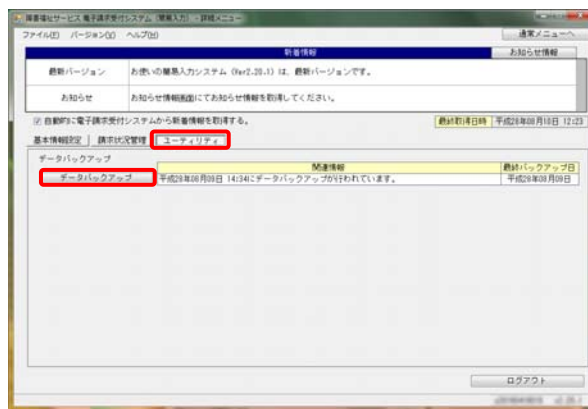 障害福祉サービス 電子請求受付システム (簡易入力) - 詳細メニュー
ファイル(F) バージョン(V) ヘルプ(H)
通常メニューへ
新着情報
お知らせ情報
最新バージョン
お使いの簡易入力システム (Ver2.20.1) は、最新バージョンです。
お知らせ
お知らせ情報画面にてお知らせ情報を取得してください。
自動的に電子請求受付システムから新着情報を取得する。
最終取得日時 平成28年08月10日 12:23
基本情報設定 請求状況管理 ユーティリティ
データバックアップ
関連情報
最終バックアップ日
データバックアップ
平成28年08月09日 14:34にデータバックアップが行われています。
平成28年08月09日
ログアウト